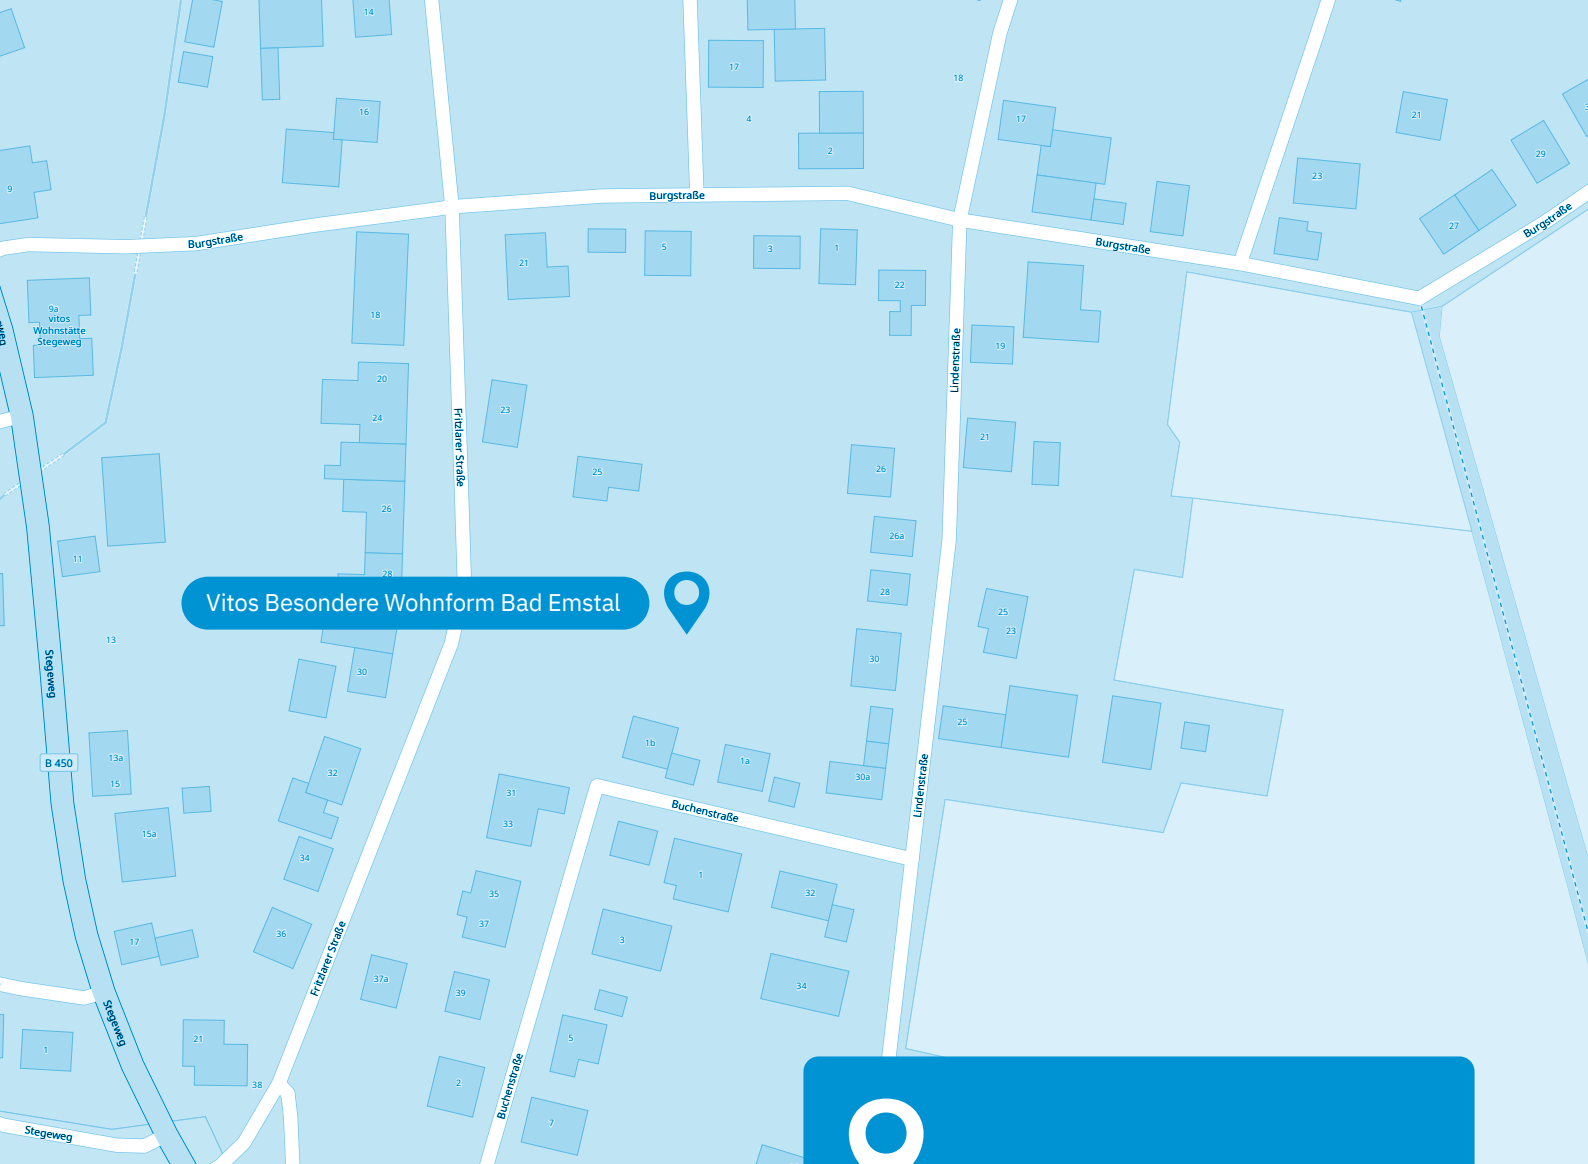 14
16
17
4
2
18
17
21
29
23
27
9
Burgstraße
Burgstraße
Burgstraße
Burgstraße
21
5
3
1
22
9a
vitos
Wohnstätte
Stegeweg
18
19
Lindenstraße
20
24
23
Fritzlarer Straße
21
25
26
26
26a
11
28
28
Vitos Besondere Wohnform Bad Emstal
25
23
13
30
30
Stegeweg
25
1b
1a
30a
B 450
13a
15
32
31
33
Buchenstraße
Lindenstraße
15a
34
1
32
35
37
36
3
17
Fritzlarer Straße
37a
39
34
Stegeweg
21
1
5
38
2
Buchenstraße
7
Stegeweg